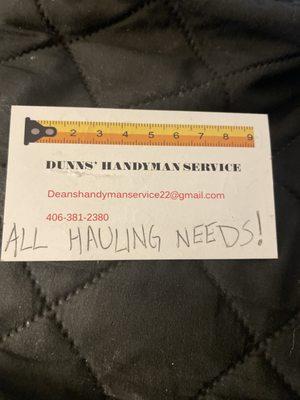 2 3 4 5 6 7 8 9
DUNNS' HANDYMAN SERVICE
Deanshandymanservice22@gmail.com
406-381-2380
ALL HAULING NEEDS!